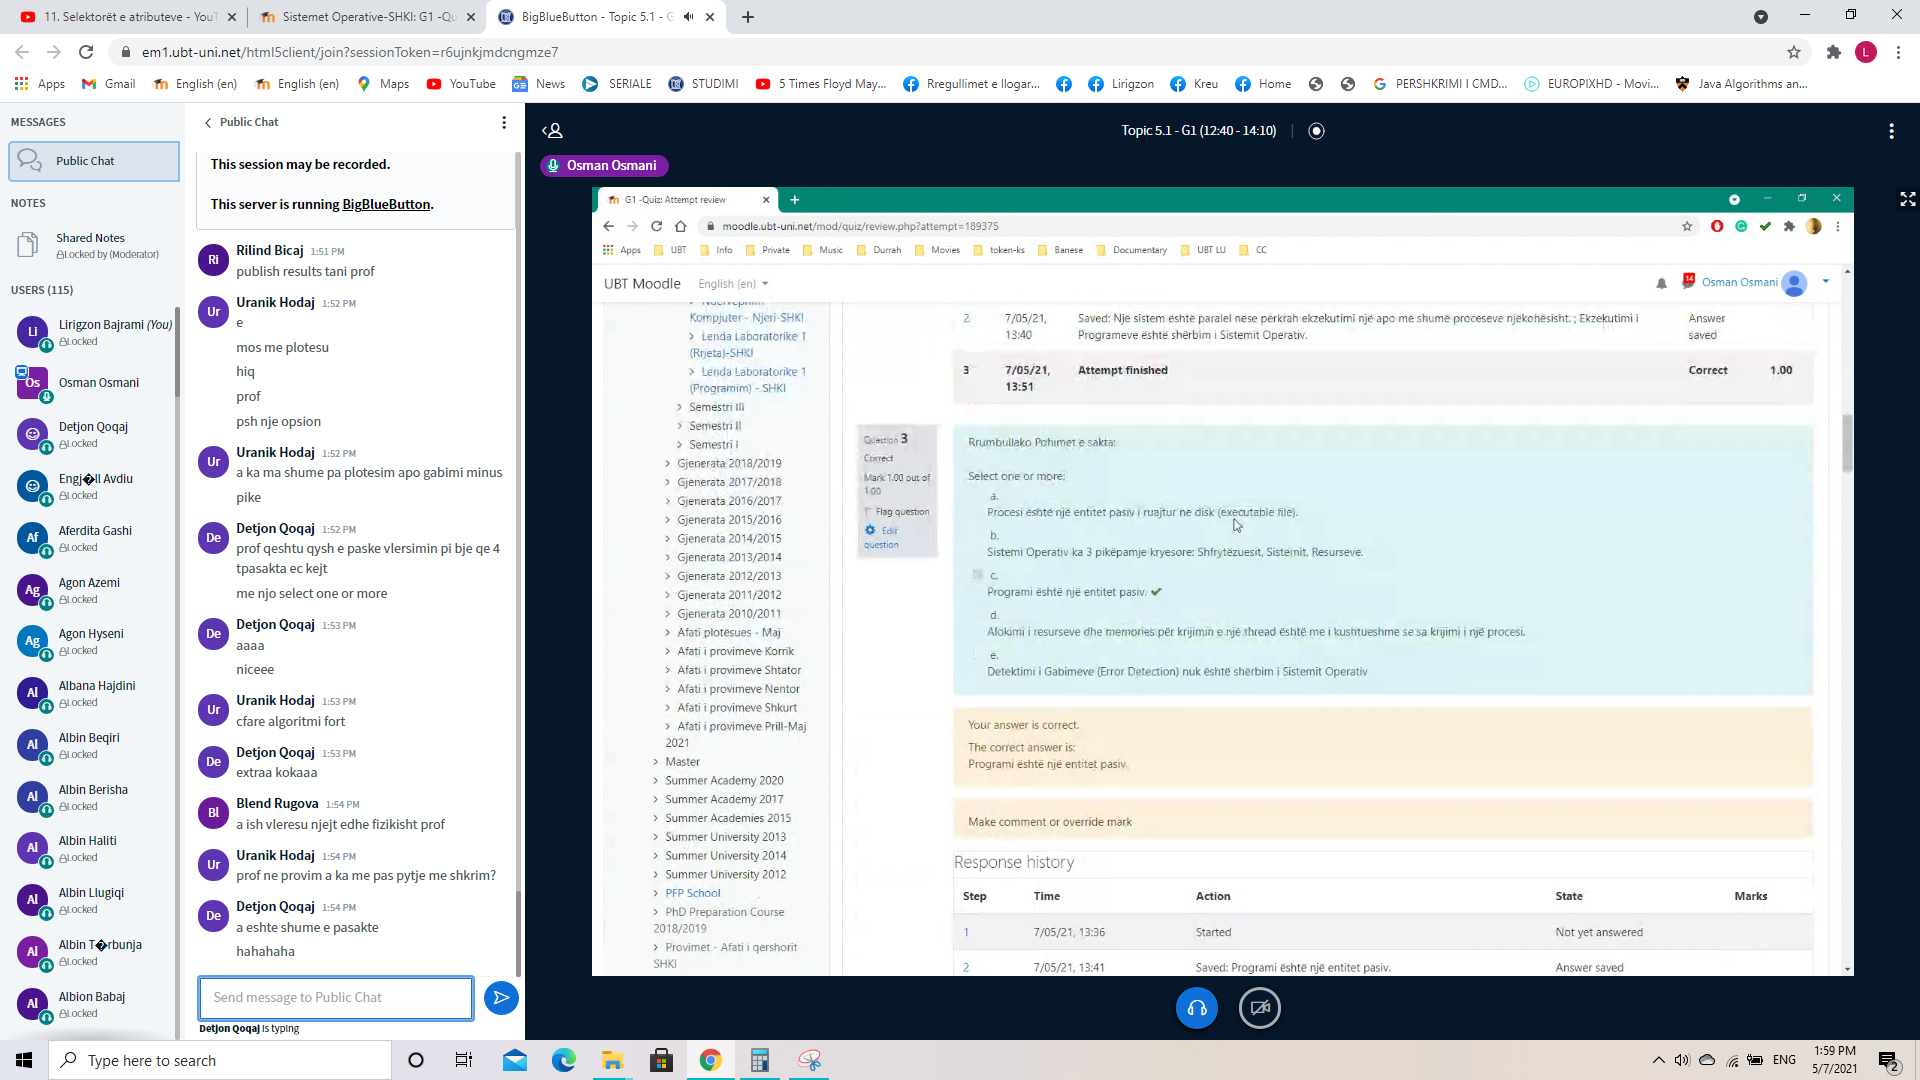 11. Selektorët e atributeve - YouT
Sistemet Operative-SHKI: G1 -Qu
BigBlueButton - Topic 5.1 - G
em1.ubt-uni.net/html5client/join?sessionToken=r6ujnkjmdcngmze7
L
Apps
Gmail
English (en)
English (en)
Maps
YouTube
News
SERIALE
STUDIMI
5 Times Floyd May...
Rregullimet e llogar...
Lirigzon
Kreu
Home
PERSHKRIMI I CMD...
EUROPIXHD - Movi...
Java Algorithms an...
MESSAGES
Public Chat
NOTES
Shared Notes
Locked by (Moderator)
USERS (115)
Li
Lirigzon Bajrami (You)
Locked
Os
Osman Osmani
Detjon Qoqaj
Locked
Engj�ll Avdiu
Locked
Af
Aferdita Gashi
Locked
Ag
Agon Azemi
Locked
Ag
Agon Hyseni
Locked
Al
Albana Hajdini
Locked
Al
Albin Beqiri
Locked
Al
Albin Berisha
Locked
Al
Albin Haliti
Locked
Al
Albin Llugiqi
Locked
Al
Albin T�rbunja
Locked
Al
Albion Babaj
Locked
Public Chat
This session may be recorded.
This server is running BigBlueButton.
Ri
Rilind Bicaj 1:51 PM
publish results tani prof
Ur
Uranik Hodaj 1:52 PM
e
mos me plotesu
hiq
prof
psh nje opsion
Ur
Uranik Hodaj 1:52 PM
a ka ma shume pa plotesim apo gabimi minus
pike
De
Detjon Qoqaj 1:52 PM
prof qeshtu qysh e paske vlersimin pi bje qe 4
tpasakta ec kejt
me njo select one or more
De
Detjon Qoqaj 1:53 PM
aaaa
niceee
Ur
Uranik Hodaj 1:53 PM
cfare algoritmi fort
De
Detjon Qoqaj 1:53 PM
extraa kokaaa
Bl
Blend Rugova 1:54 PM
a ish vleresu njejt edhe fizikisht prof
Ur
Uranik Hodaj 1:54 PM
prof ne provim a ka me pas pytje me shkrim?
De
Detjon Qoqaj 1:54 PM
a eshte shume e pasakte
hahahaha
Send message to Public Chat
Detjon Qoqaj is typing
Topic 5.1 - G1 (12:40 - 14:10)
Osman Osmani
G1 -Quiz: Attempt review
moodle.ubt-uni.net/mod/quiz/review.php?attempt=189375
Apps
UBT
Info
Private
Music
Durrah
Movies
token-ks
Banese
Documentary
UBT LU
CC
UBT Moodle
English (en)
14
Osman Osmani
Kompjuter - Njeri-SHKI
Lenda Laboratorike 1
(Rrjeta)-SHKI
Lenda Laboratorike 1
(Programim) - SHKI
Semestri III
Semestri II
Semestri I
Gjenerata 2018/2019
Gjenerata 2017/2018
Gjenerata 2016/2017
Gjenerata 2015/2016
Gjenerata 2014/2015
Gjenerata 2013/2014
Gjenerata 2012/2013
Gjenerata 2011/2012
Gjenerata 2010/2011
Afati plotësues - Maj
Afati i provimeve Korrik
Afati i provimeve Shtator
Afati i provimeve Nentor
Afati i provimeve Shkurt
Afati i provimeve Prill-Maj
2021
Master
Summer Academy 2020
Summer Academy 2017
Summer Academies 2015
Summer University 2013
Summer University 2014
Summer University 2012
PFP School
PhD Preparation Course
2018/2019
Provimet - Afati i qershorit
SHKI
2 7/05/21, Saved: Një sistem është paralel nëse përkrah ekzekutimi një apo më shumë proceseve njëkohësisht. ; Ekzekutimi i Answer
13:40 Programeve është shërbim i Sistemit Operativ. saved
3 7/05/21, Attempt finished Correct 1.00
13:51
Question 3
Correct
Mark 1.00 out of
1.00
Flag question
Edit
question
Rrumbullako Pohimet e sakta:
Select one or more:
a.
Procesi është një entitet pasiv i ruajtur ne disk (executable file).
b.
Sistemi Operativ ka 3 pikëpamje kryesore: Shfrytëzuesit, Sistemit, Resurseve.
c.
Programi është një entitet pasiv.
d.
Alokimi i resurseve dhe memories për krijimin e një thread është me i kushtueshme se sa krijimi i një procesi.
e.
Detektimi i Gabimeve (Error Detection) nuk është shërbim i Sistemit Operativ
Your answer is correct.
The correct answer is:
Programi është një entitet pasiv.
Make comment or override mark
Response history
Step Time Action State Marks
1 7/05/21, 13:36 Started Not yet answered
2 7/05/21, 13:41 Saved: Programi është një entitet pasiv. Answer saved
Type here to search
ENG
1:59 PM
5/7/2021
2